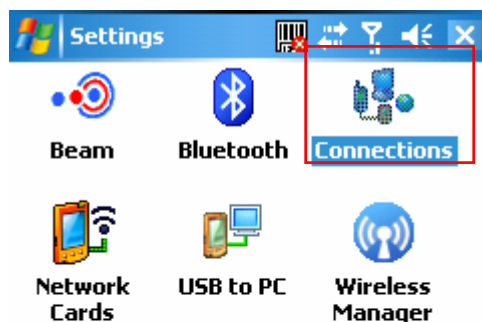 Settings
Beam Bluetooth Connections
Network USB to PC Wireless
Cards Manager